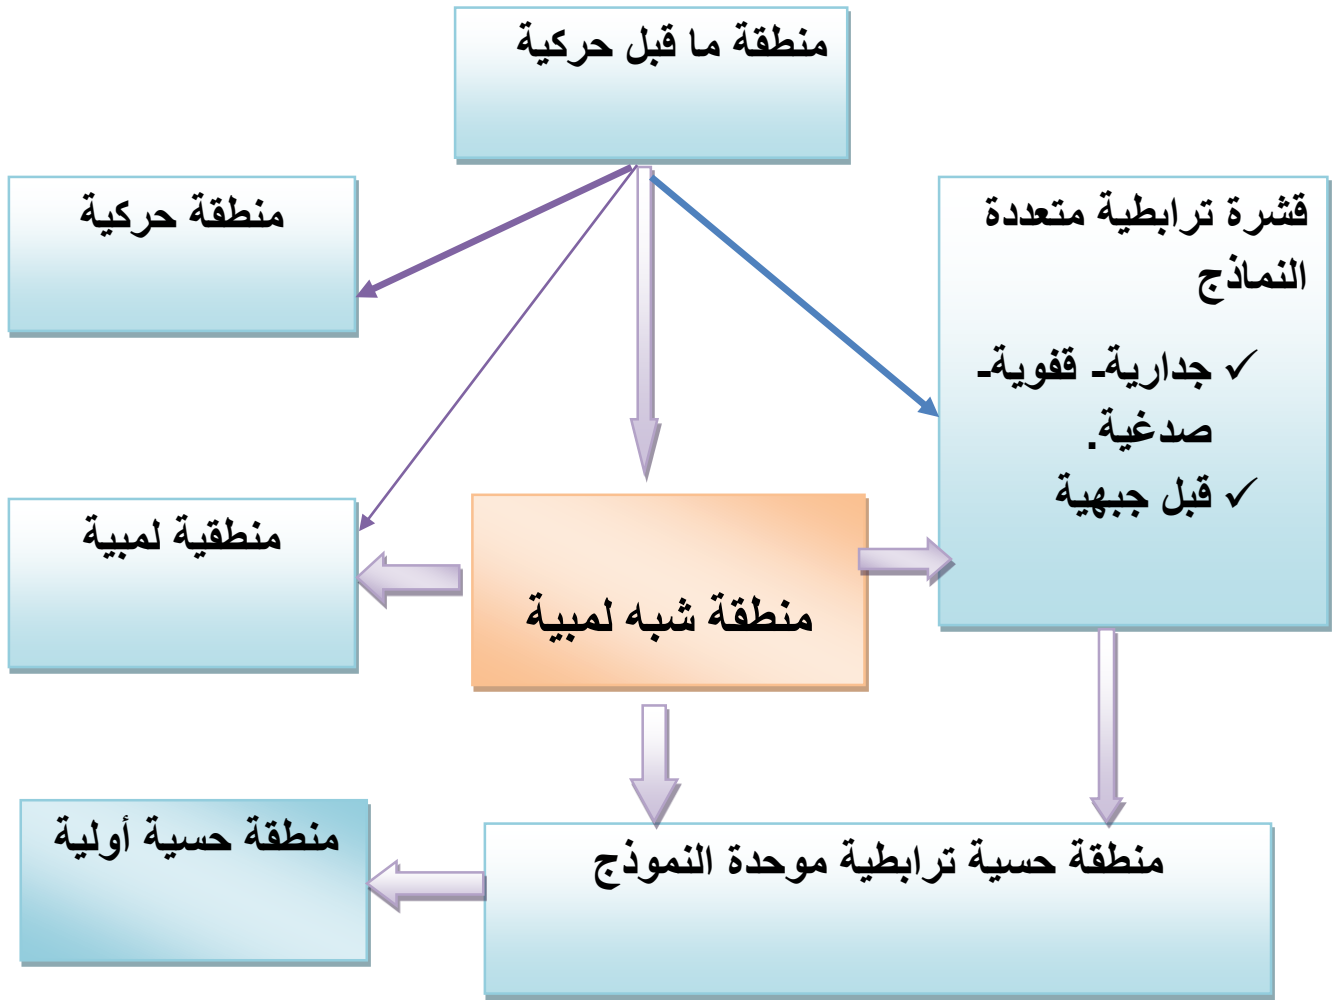 منطقة ما قبل حركية
منطقة حركية
قشرة ترابطية متعددة
النماذج
✓ جدارية- قفوية-
صدغية.
✓ قبل جبهية
منطقية لمبية
منطقة شبه لمبية
منطقة حسية أولية
منطقة حسية ترابطية موحدة النموذج